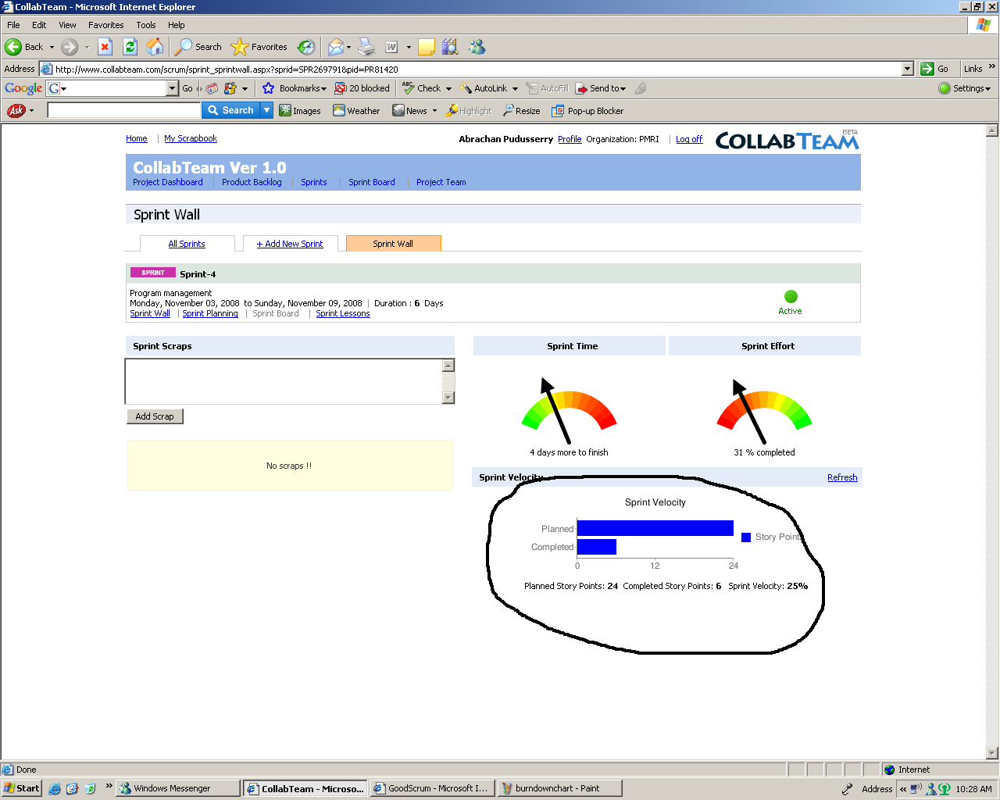 CollabTeam - Microsoft Internet Explorer
File Edit View Favorites Tools Help
Back Search Favorites
Address http://www.collabteam.com/scrum/sprint_sprintwall.aspx?sprid=SPR269791&pid=PR81420 Go Links »
Google G Go Bookmarks 20 blocked ABC Check AutoLink AutoFill Send to Settings
Ask Search Images Weather News Highlight Resize Pop-up Blocker
Home | My Scrapbook Abrachan Pudusserry Profile Organization: PMRI | Log off COLLABTEAM BETA
CollabTeam Ver 1.0
Project Dashboard | Product Backlog | Sprints | Sprint Board | Project Team
Sprint Wall
All Sprints + Add New Sprint Sprint Wall
SPRINT Sprint-4
Program management
Monday, November 03, 2008 to Sunday, November 09, 2008 | Duration : 6 Days
Sprint Wall | Sprint Planning | Sprint Board | Sprint Lessons
Active
Sprint Scraps
Add Scrap
No scraps !!
Sprint Time Sprint Effort
4 days more to finish 31 % completed
Sprint Velocity Refresh
Sprint Velocity
Planned
Completed
Story Points
0 12 24
Planned Story Points: 24 Completed Story Points: 6 Sprint Velocity: 25%
Done Internet
Start » Windows Messenger CollabTeam - Microso... GoodScrum - Microsoft I... burndownchart - Paint Address « 10:28 AM